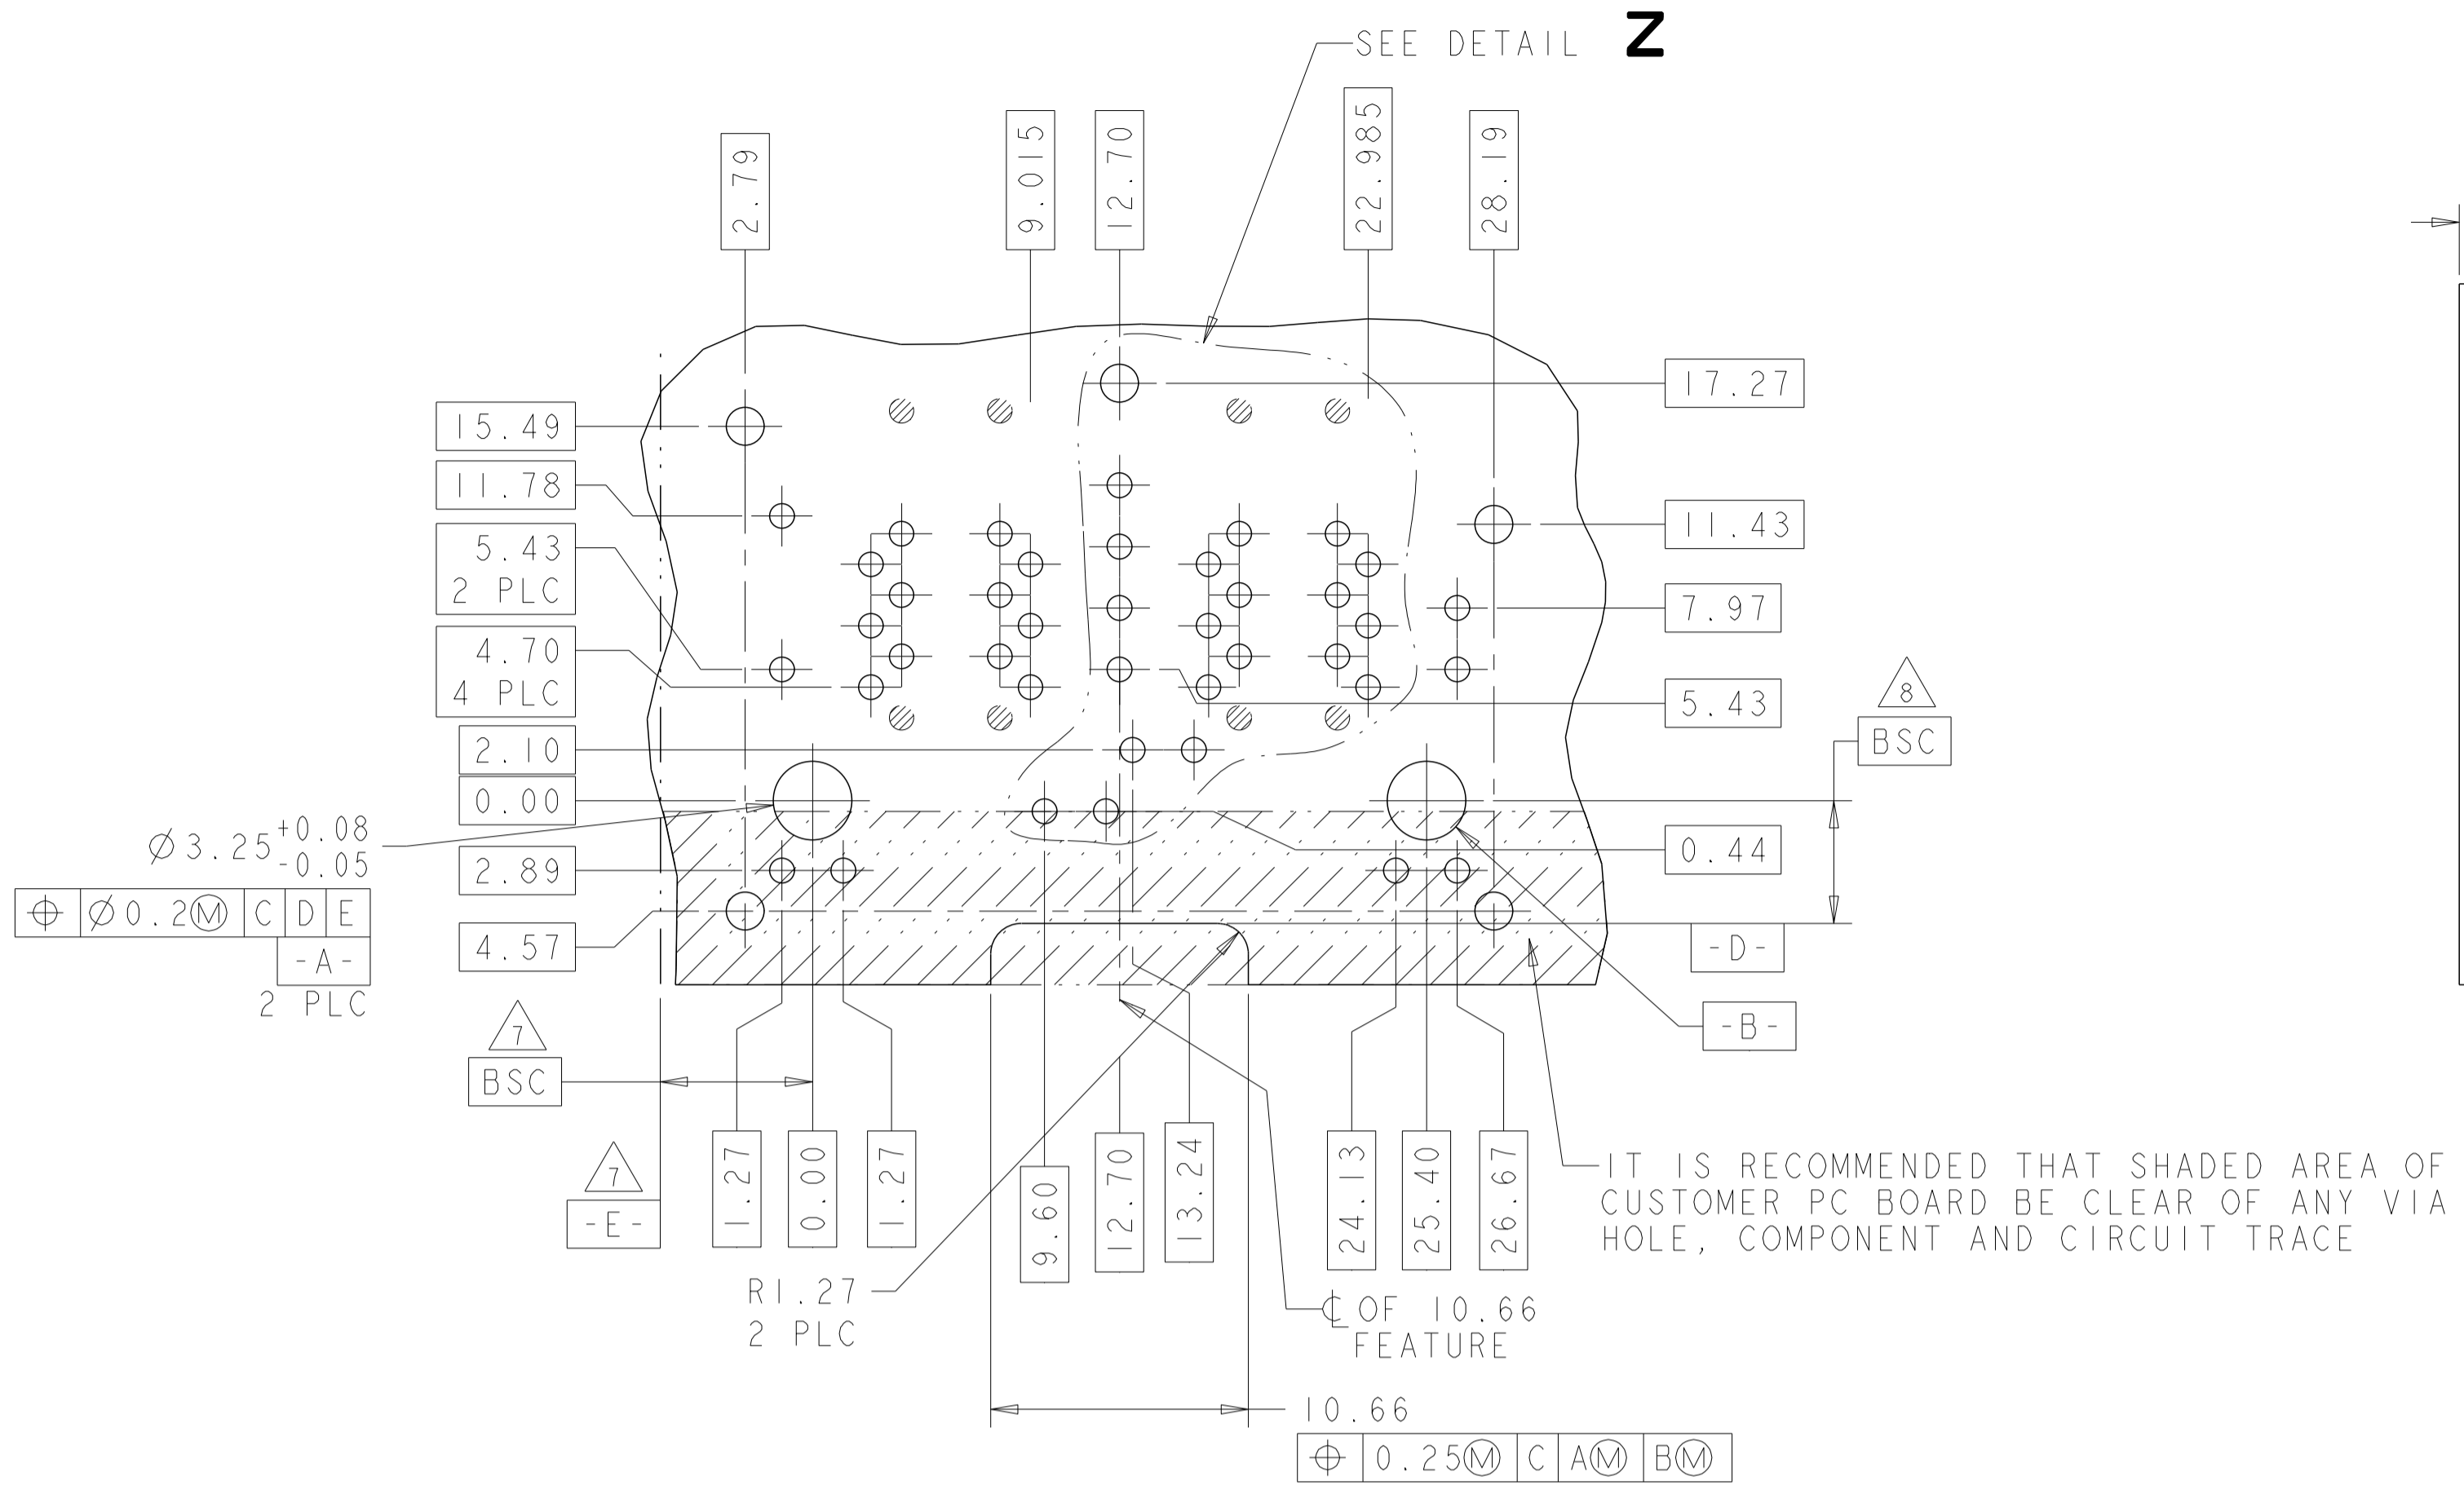 SEE DETAIL Z
2.79
9.015
12.70
22.985
28.19
17.27
15.49
11.78
11.43
5.43
2 PLC
7.97
4.70
4 PLC
5.43
8
BSC
2.10
0.00
⌀3.25 +0.08
-0.05
0.44
2.89
⌖ ⌀0.2Ⓜ C D E
-A-
2 PLC
4.57
-D-
-B-
7
BSC
7
-E-
1.27
0.00
1.27
9.60
12.70
13.24
24.13
25.40
26.67
IT IS RECOMMENDED THAT SHADED AREA OF
CUSTOMER PC BOARD BE CLEAR OF ANY VIA
HOLE, COMPONENT AND CIRCUIT TRACE
R1.27
2 PLC
℄ OF 10.66
FEATURE
10.66
⌖ 0.25Ⓜ C AⓂ BⓂ